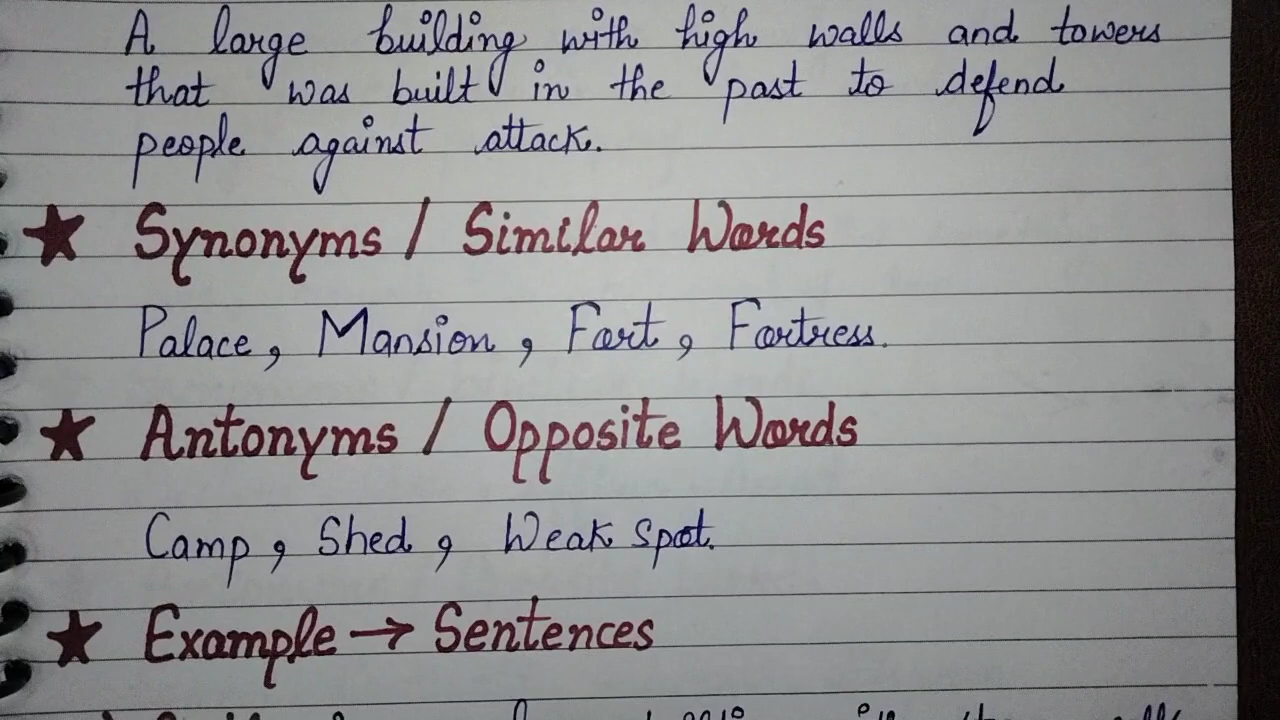 A large building with high walls and towers
that was built in the past to defend
people against attack.
★ Synonyms / Similar Words
Palace, Mansion, Fort, Fortress.
★ Antonyms / Opposite Words
Camp, Shed, Weak Spot.
★ Example → Sentences